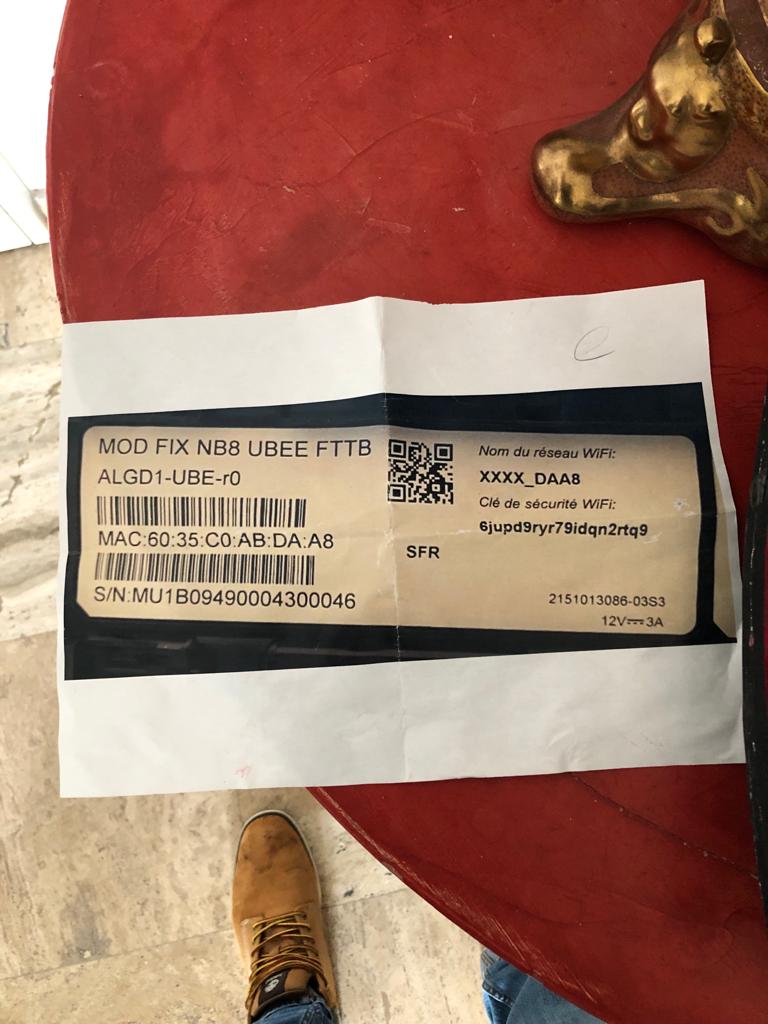 MOD FIX NB8 UBEE FTTB
ALGD1-UBE-r0
MAC:60:35:C0:AB:DA:A8
S/N:MU1B09490004300046
Nom du réseau WiFi:
XXXX_DAA8
Clé de sécurité WiFi:
6jupd9ryr79idqn2rtq9
SFR
2151013086-03S3
12V⎓3A
e